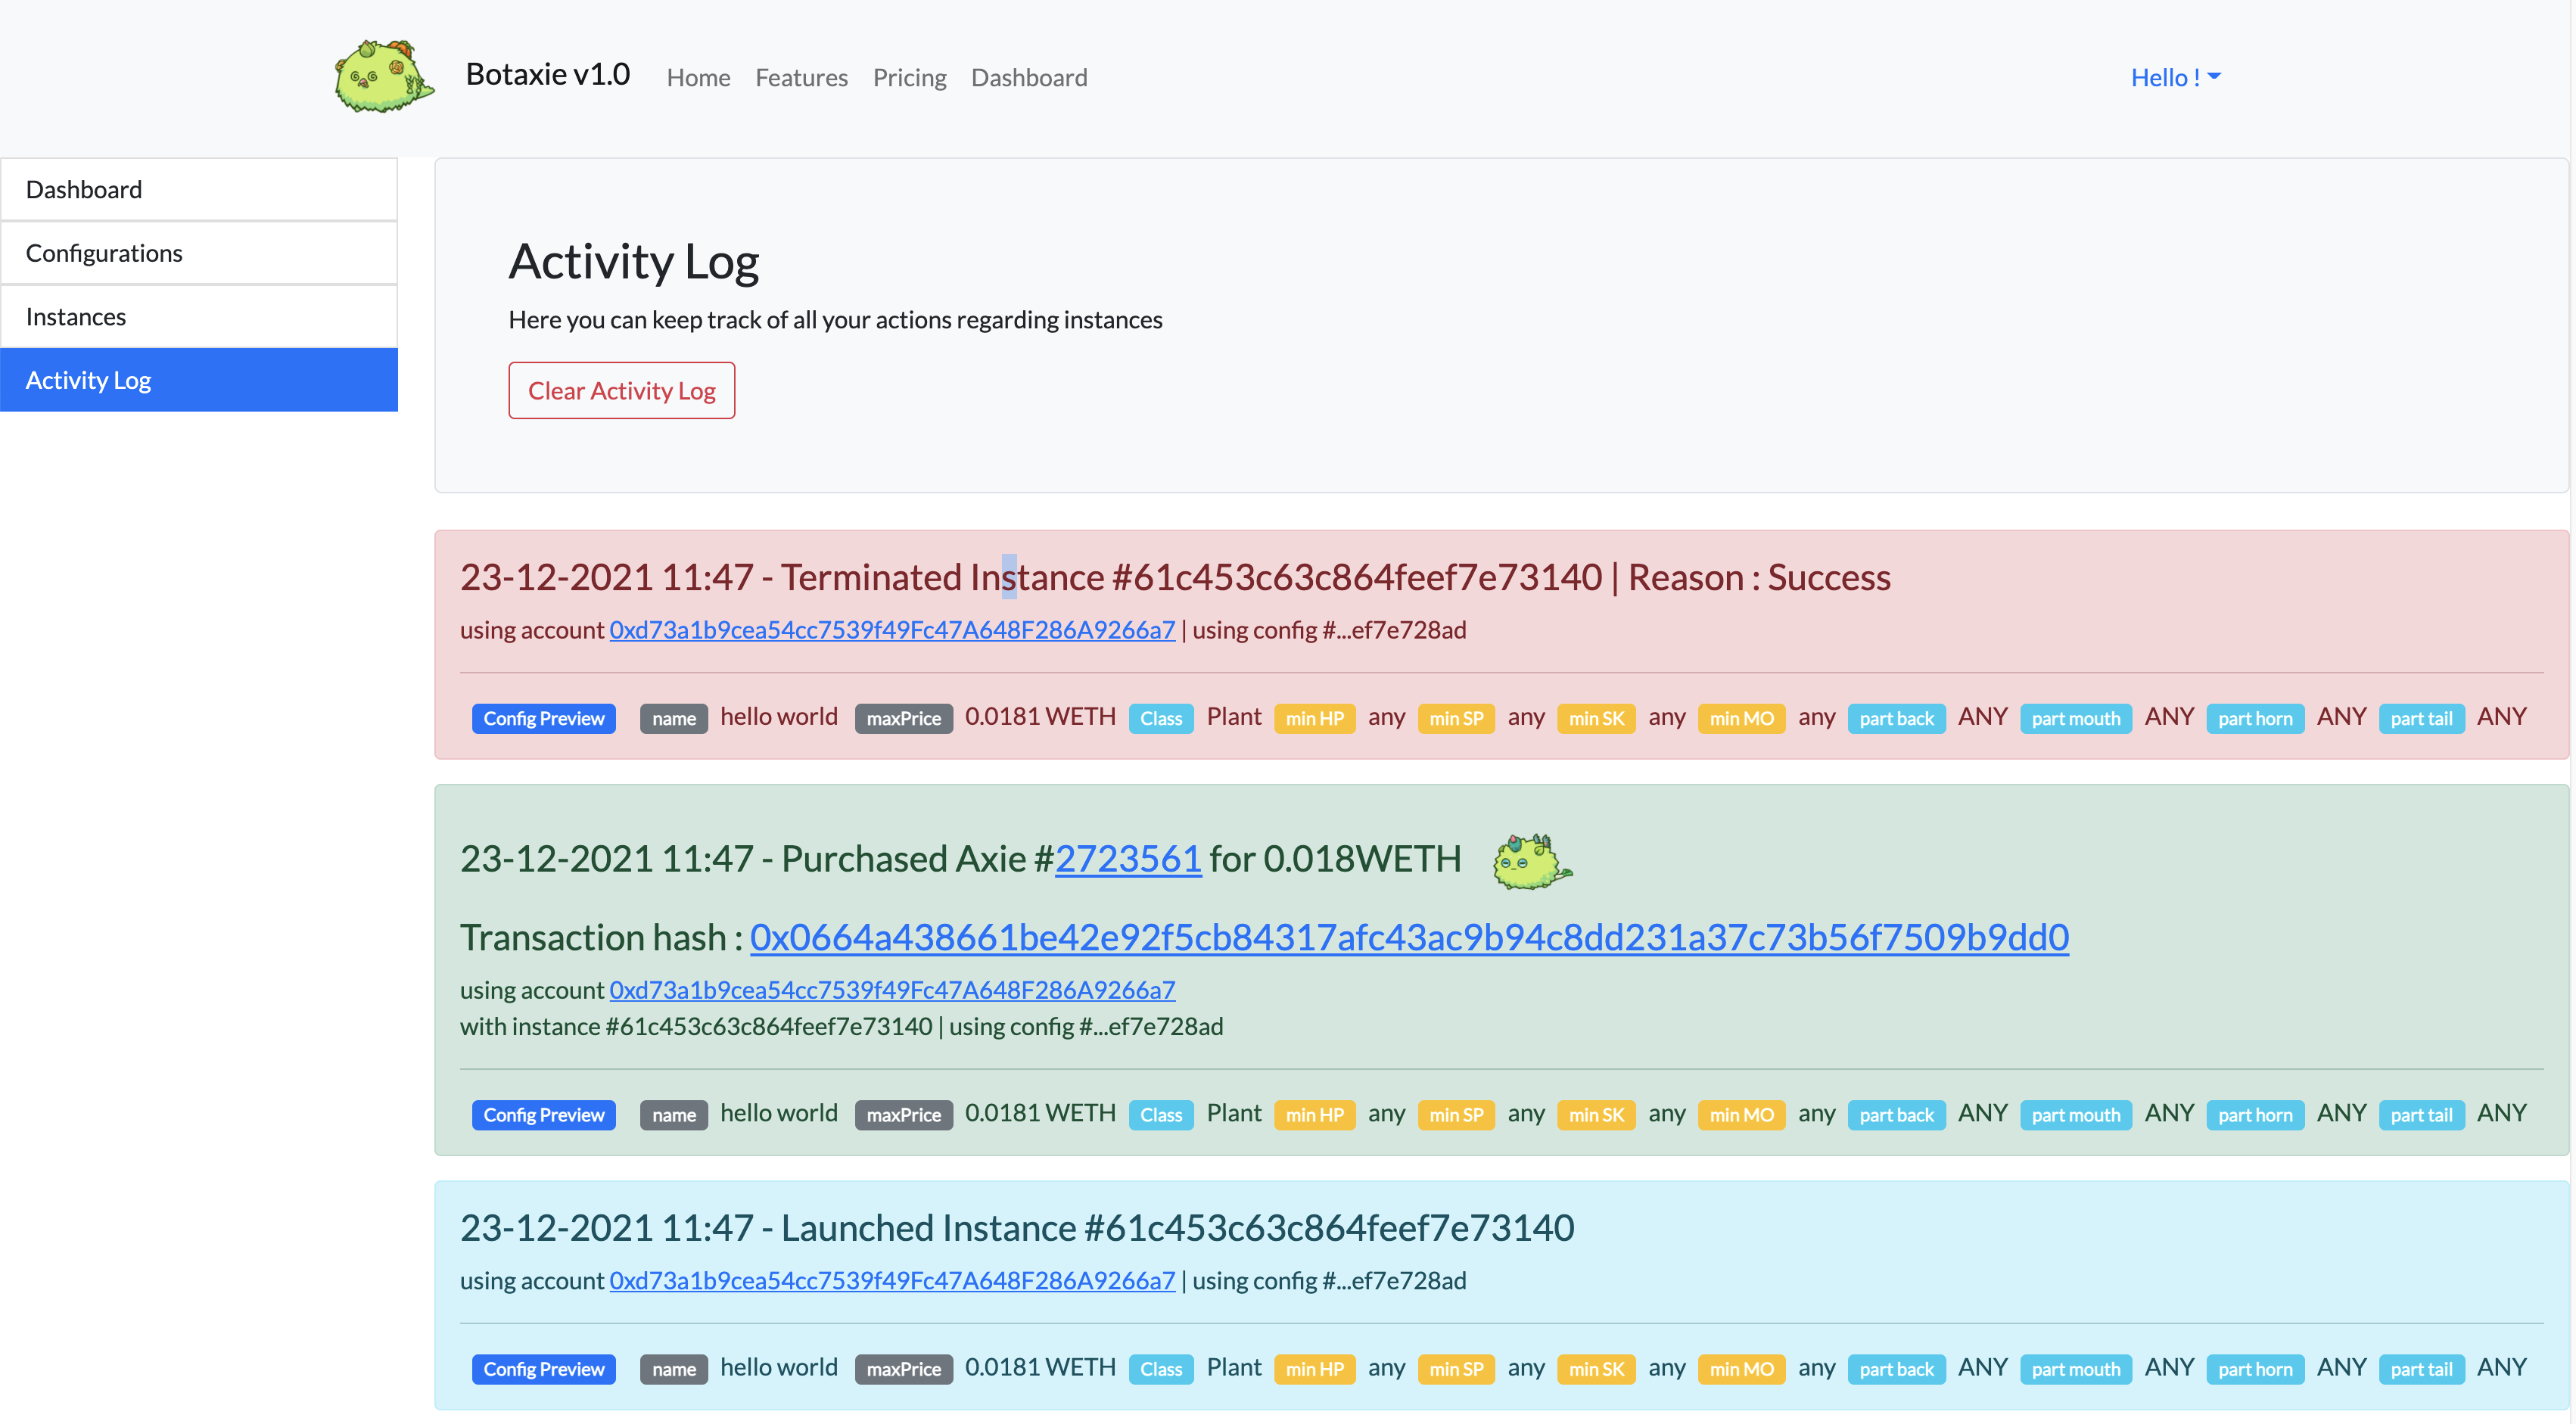 Botaxie v1.0 Home Features Pricing Dashboard Hello !
Dashboard
Configurations
Instances
Activity Log
Activity Log
Here you can keep track of all your actions regarding instances
Clear Activity Log
23-12-2021 11:47 - Terminated Instance #61c453c63c864feef7e73140 | Reason : Success
using account 0xd73a1b9cea54cc7539f49Fc47A648F286A9266a7 | using config #...ef7e728ad
Config Preview name hello world maxPrice 0.0181 WETH Class Plant min HP any min SP any min SK any min MO any part back ANY part mouth ANY part horn ANY part tail ANY
23-12-2021 11:47 - Purchased Axie #2723561 for 0.018WETH
Transaction hash : 0x0664a438661be42e92f5cb84317afc43ac9b94c8dd231a37c73b56f7509b9dd0
using account 0xd73a1b9cea54cc7539f49Fc47A648F286A9266a7
with instance #61c453c63c864feef7e73140 | using config #...ef7e728ad
Config Preview name hello world maxPrice 0.0181 WETH Class Plant min HP any min SP any min SK any min MO any part back ANY part mouth ANY part horn ANY part tail ANY
23-12-2021 11:47 - Launched Instance #61c453c63c864feef7e73140
using account 0xd73a1b9cea54cc7539f49Fc47A648F286A9266a7 | using config #...ef7e728ad
Config Preview name hello world maxPrice 0.0181 WETH Class Plant min HP any min SP any min SK any min MO any part back ANY part mouth ANY part horn ANY part tail ANY